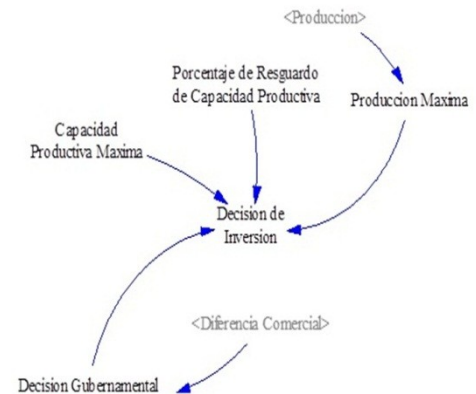 <Produccion>
Porcentaje de Resguardo
de Capacidad Productiva
Produccion Maxima
Capacidad
Productiva Maxima
Decision de
Inversion
<Diferencia Comercial>
Decision Gubernamental